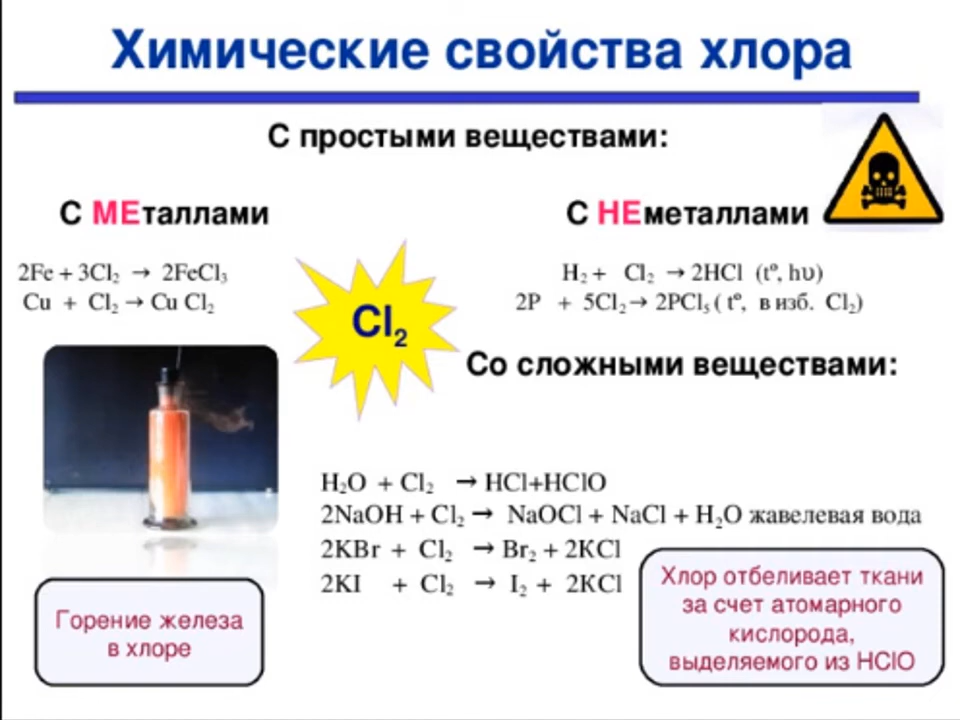 Химические свойства хлора
С простыми веществами:
С МЕталлами
2Fe + 3Cl₂ → 2FeCl₃
Cu + Cl₂ → Cu Cl₂
С НЕметаллами
H₂ + Cl₂ → 2HCl (tº, hυ)
2P + 5Cl₂ → 2PCl₅ ( tº, в изб. Cl₂)
Cl₂
Со сложными веществами:
H₂O + Cl₂ → HCl+HClO
2NaOH + Cl₂ → NaOCl + NaCl + H₂O жавелевая вода
2KBr + Cl₂ → Br₂ + 2KCl
2KI + Cl₂ → I₂ + 2KCl
Горение железа
в хлоре
Хлор отбеливает ткани
за счет атомарного
кислорода,
выделяемого из HClO